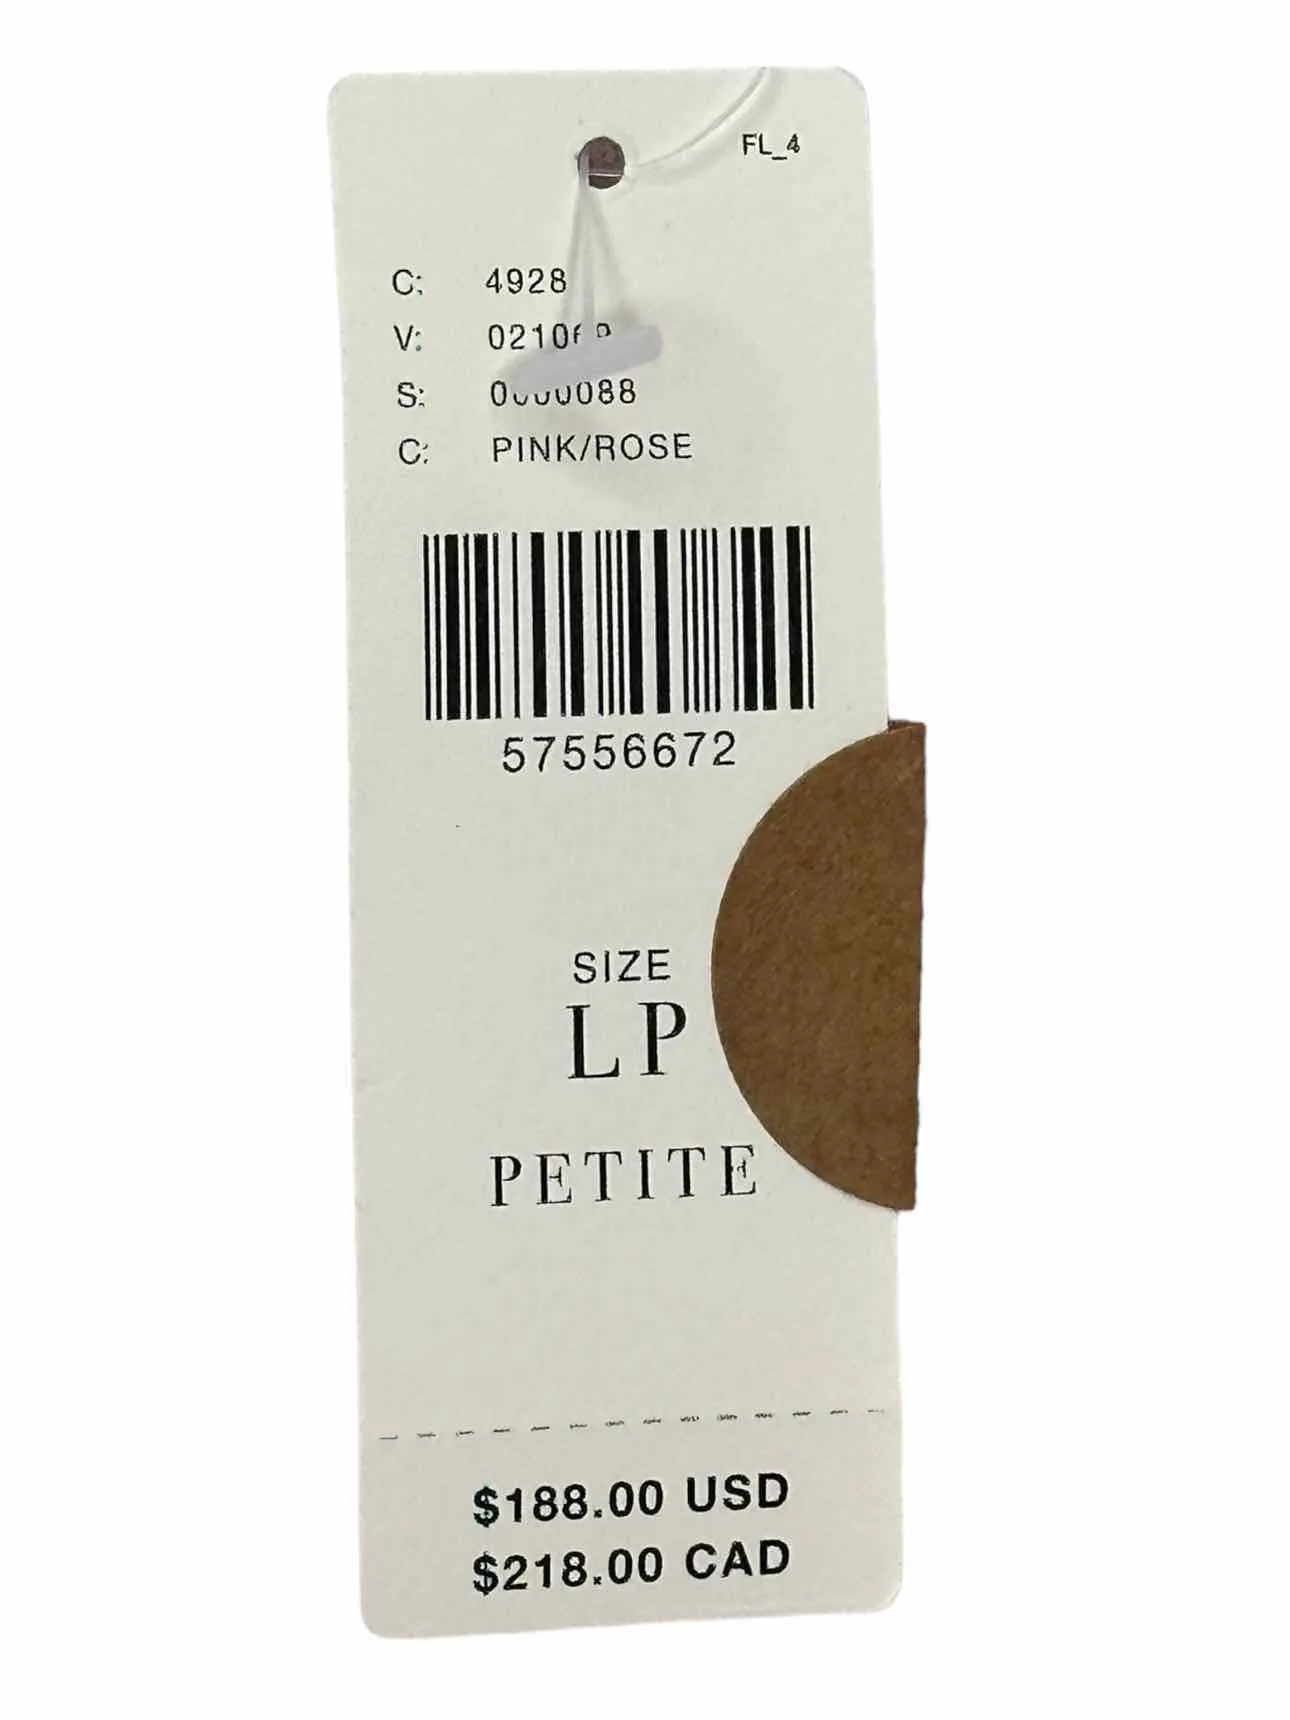 FL_4
C: 4928
V:
S:
C: PINK/ROSE
57556672
SIZE
LP
PETITE
$188.00 USD
$218.00 CAD